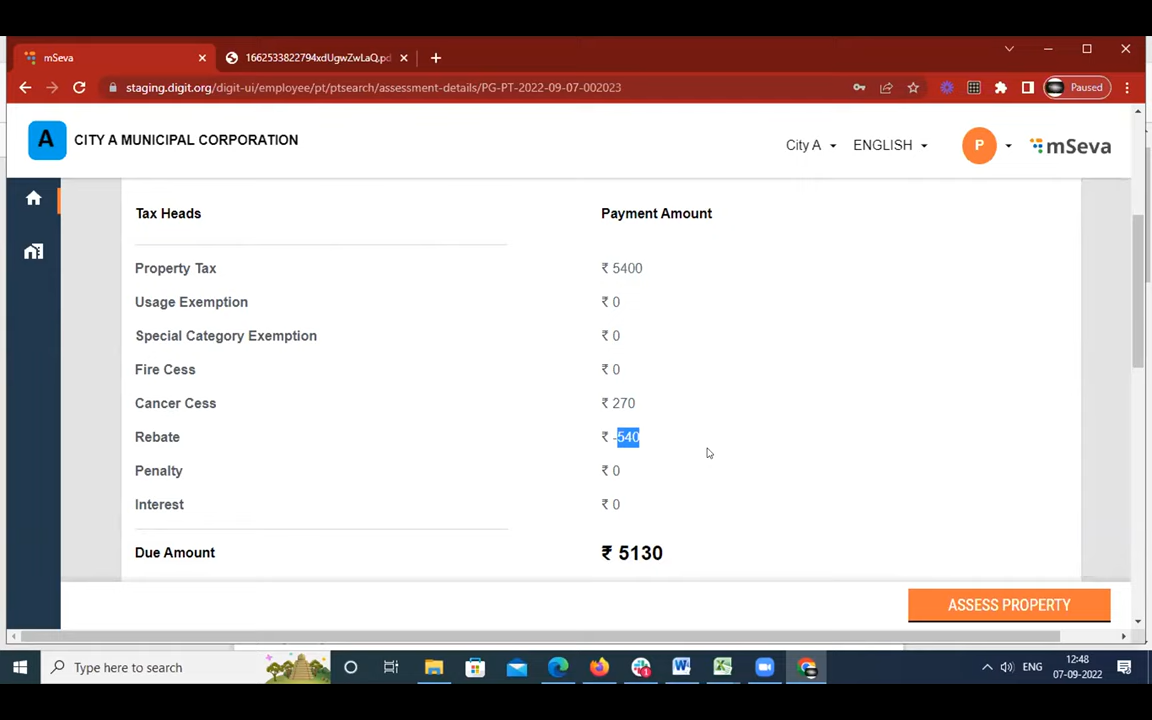 mSeva
1662533822794xdUgwZwLaQ.pd
staging.digit.org/digit-ui/employee/pt/ptsearch/assessment-details/PG-PT-2022-09-07-002023
Paused
A
CITY A MUNICIPAL CORPORATION
City A
ENGLISH
P
mSeva
Tax Heads
Payment Amount
Property Tax
₹ 5400
Usage Exemption
₹ 0
Special Category Exemption
₹ 0
Fire Cess
₹ 0
Cancer Cess
₹ 270
Rebate
₹ -540
Penalty
₹ 0
Interest
₹ 0
Due Amount
₹ 5130
ASSESS PROPERTY
Type here to search
ENG
12:48
07-09-2022